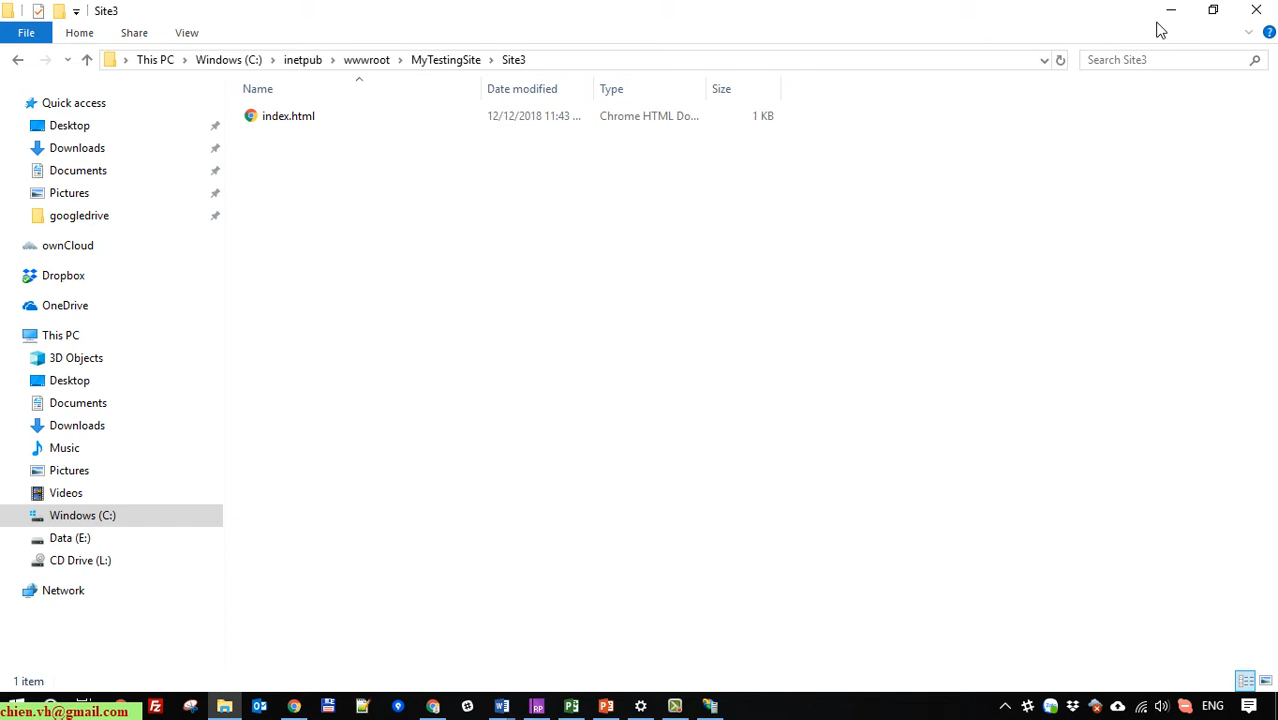 Site3
File Home Share View
This PC Windows (C:) inetpub wwwroot MyTestingSite Site3 Search Site3
Name Date modified Type Size
index.html 12/12/2018 11:43 ... Chrome HTML Do... 1 KB
Quick access
Desktop
Downloads
Documents
Pictures
googledrive
ownCloud
Dropbox
OneDrive
This PC
3D Objects
Desktop
Documents
Downloads
Music
Pictures
Videos
Windows (C:)
Data (E:)
CD Drive (L:)
Network
1 item
ENG
chien.vh@gmail.com